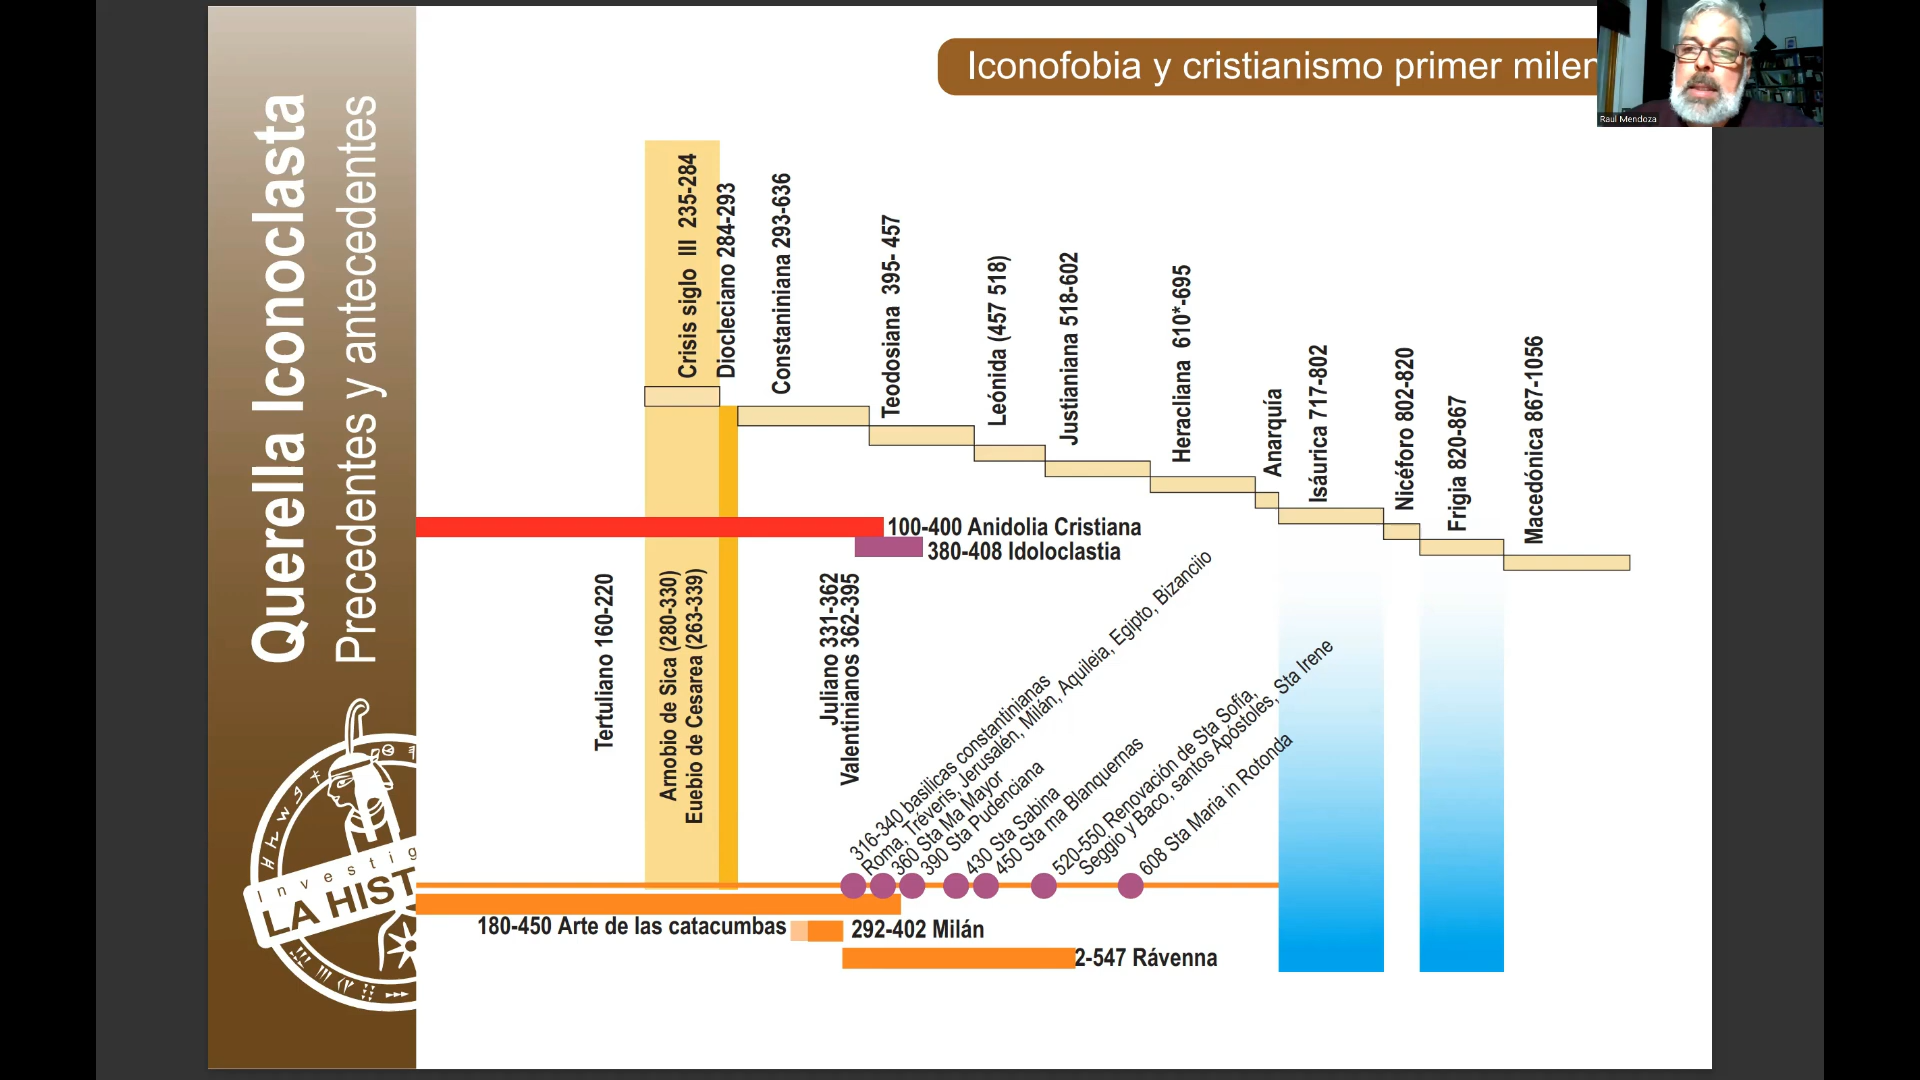 Iconofobia y cristianismo primer milen
Raul Mendoza
Querella Iconoclasta
Precedentes y antecedentes
Investig
LA HIST
Crisis siglo III 235-284
Diocleciano 284-293
Constaniniana 293-636
Teodosiana 395- 457
Leónida (457 518)
Justianiana 518-602
Heracliana 610*-695
Anarquía
Isáurica 717-802
Nicéforo 802-820
Frigia 820-867
Macedónica 867-1056
100-400 Anidolia Cristiana
380-408 Idoloclastia
Tertuliano 160-220
Arnobio de Sica (280-330)
Euebio de Cesarea (263-339)
Juliano 331-362
Valentinianos 362-395
316-340 basilicas constantinianas
Roma, Tréveris, Jerusalén, Milán, Aquileia, Egipto, Bizanciio
360 Sta Ma Mayor
390 Sta Pudenciana
430 Sta Sabina
450 Sta ma Blanquernas
520-550 Renovación de Sta Sofía,
Seggio y Baco, santos Apóstoles, Sta Irene
608 Sta Maria in Rotonda
180-450 Arte de las catacumbas
292-402 Milán
2-547 Rávenna